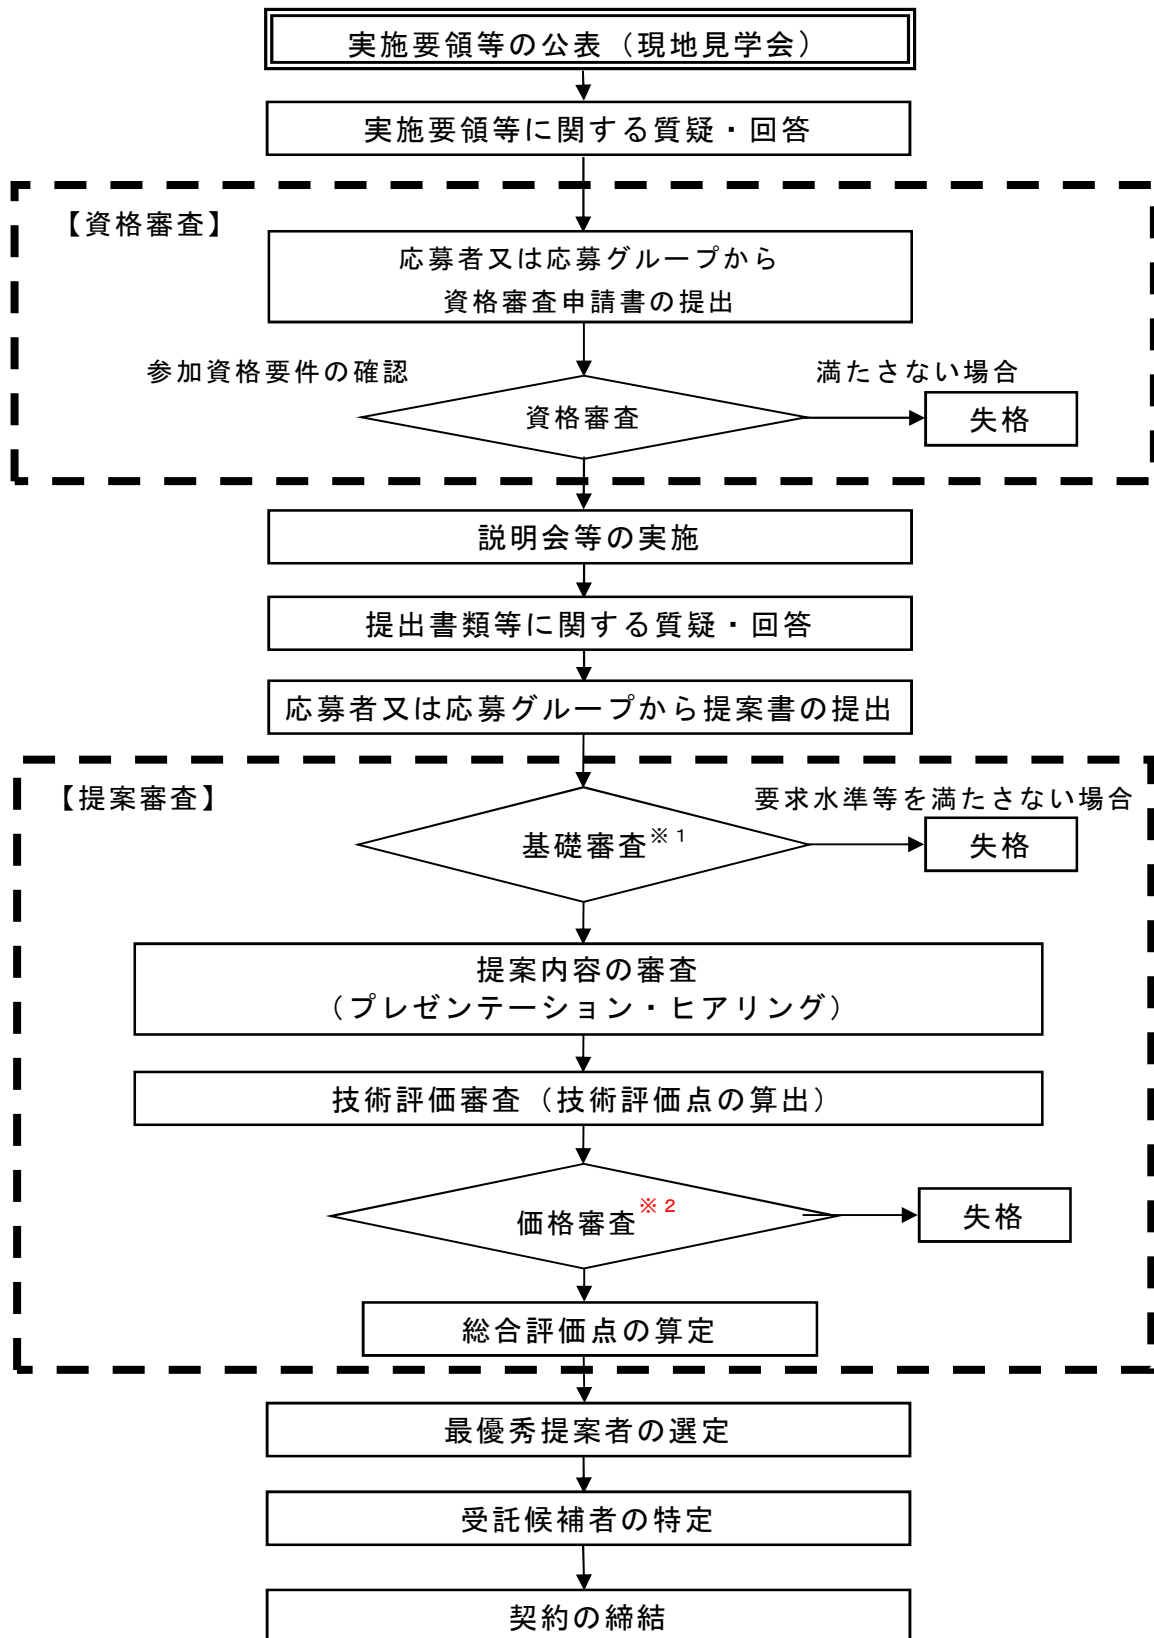 実施要領等の公表（現地見学会）
実施要領等に関する質疑・回答
【資格審査】
応募者又は応募グループから
資格審査申請書の提出
参加資格要件の確認
満たさない場合
資格審査
失格
説明会等の実施
提出書類等に関する質疑・回答
応募者又は応募グループから提案書の提出
【提案審査】
要求水準等を満たさない場合
基礎審査※1
失格
提案内容の審査
（プレゼンテーション・ヒアリング）
技術評価審査（技術評価点の算出）
価格審査※2
失格
総合評価点の算定
最優秀提案者の選定
受託候補者の特定
契約の締結